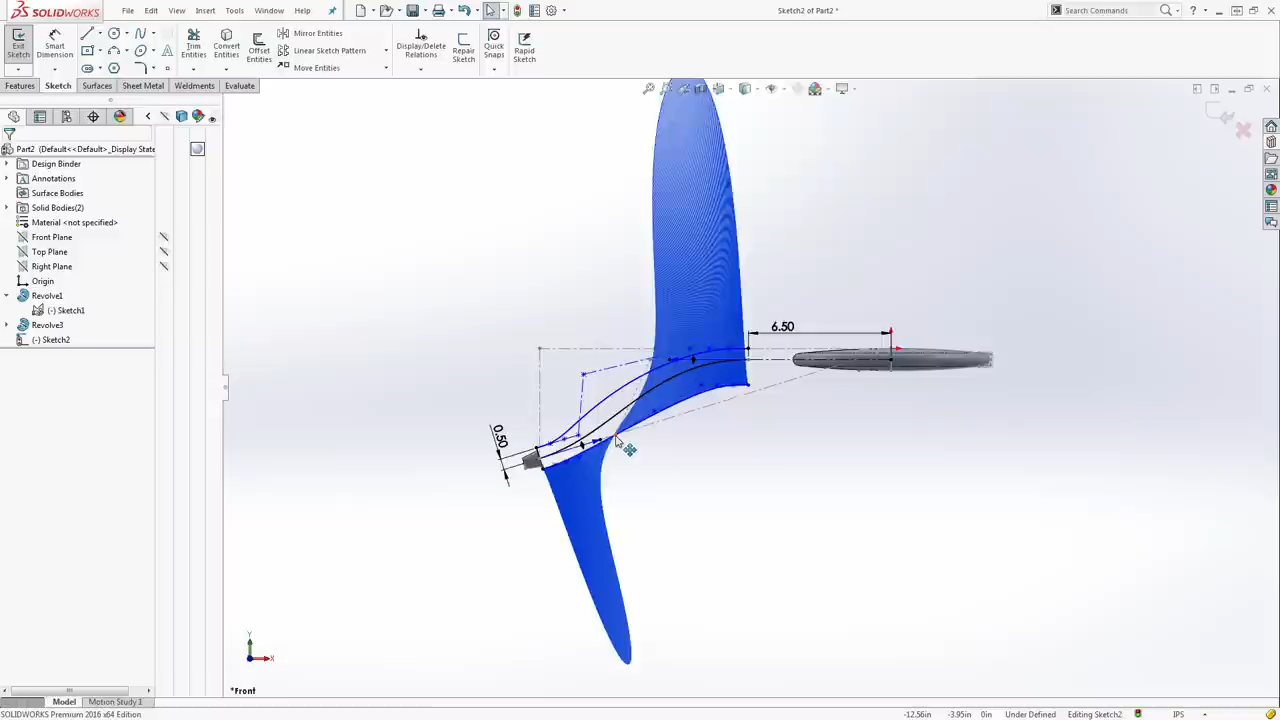 SOLIDWORKS
File Edit View Insert Tools Window Help
Sketch2 of Part2 *
Search Commands
Exit Sketch
Smart Dimension
Trim Entities
Convert Entities
Offset Entities
Mirror Entities
Linear Sketch Pattern
Move Entities
Display/Delete Relations
Repair Sketch
Quick Snaps
Rapid Sketch
Features Sketch Surfaces Sheet Metal Weldments Evaluate
Part2 (Default<<Default>_Display State
Design Binder
Annotations
Surface Bodies
Solid Bodies(2)
Material <not specified>
Front Plane
Top Plane
Right Plane
Origin
Revolve1
(-) Sketch1
Revolve3
(-) Sketch2
6.50
0.50
Y
X
*Front
Model Motion Study 1
SOLIDWORKS Premium 2016 x64 Edition
-12.56in -3.95in 0in Under Defined Editing Sketch2 IPS